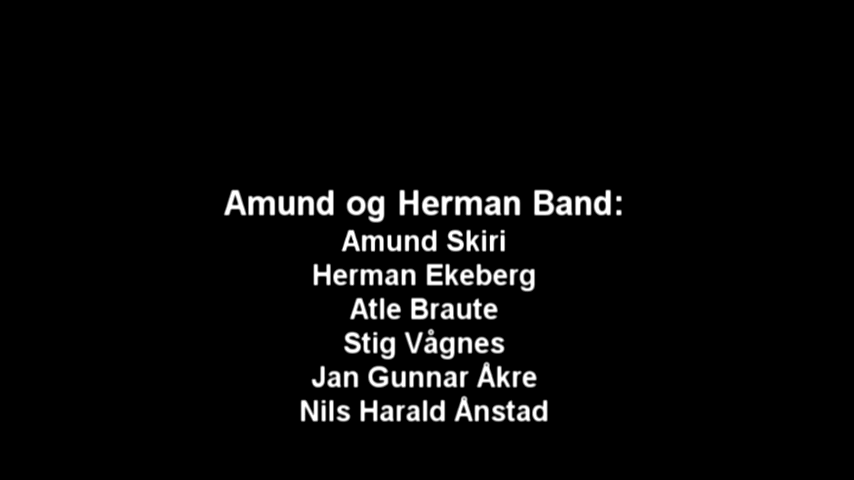 Amund og Herman Band:
Amund Skiri
Herman Ekeberg
Atle Braute
Stig Vågnes
Jan Gunnar Åkre
Nils Harald Ånstad